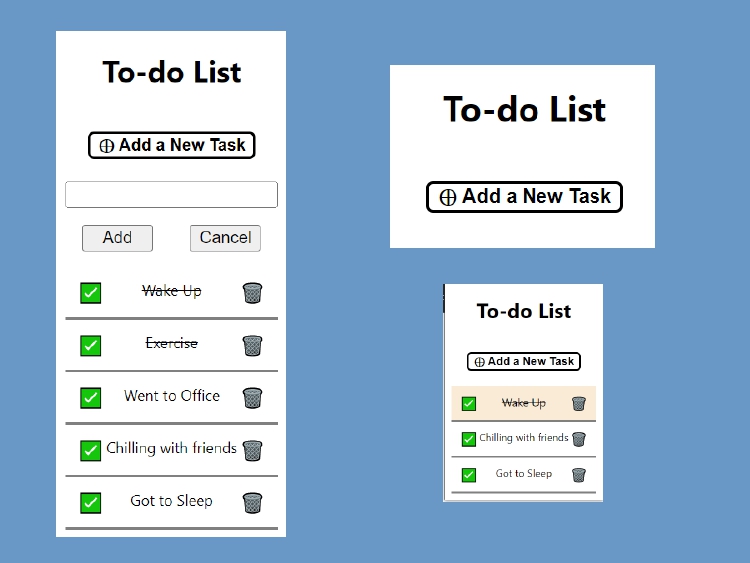 To-do List
Add a New Task
Add Cancel
Wake Up
Exercise
Went to Office
Chilling with friends
Got to Sleep
To-do List
Add a New Task
To-do List
Add a New Task
Wake Up
Chilling with friends
Got to Sleep